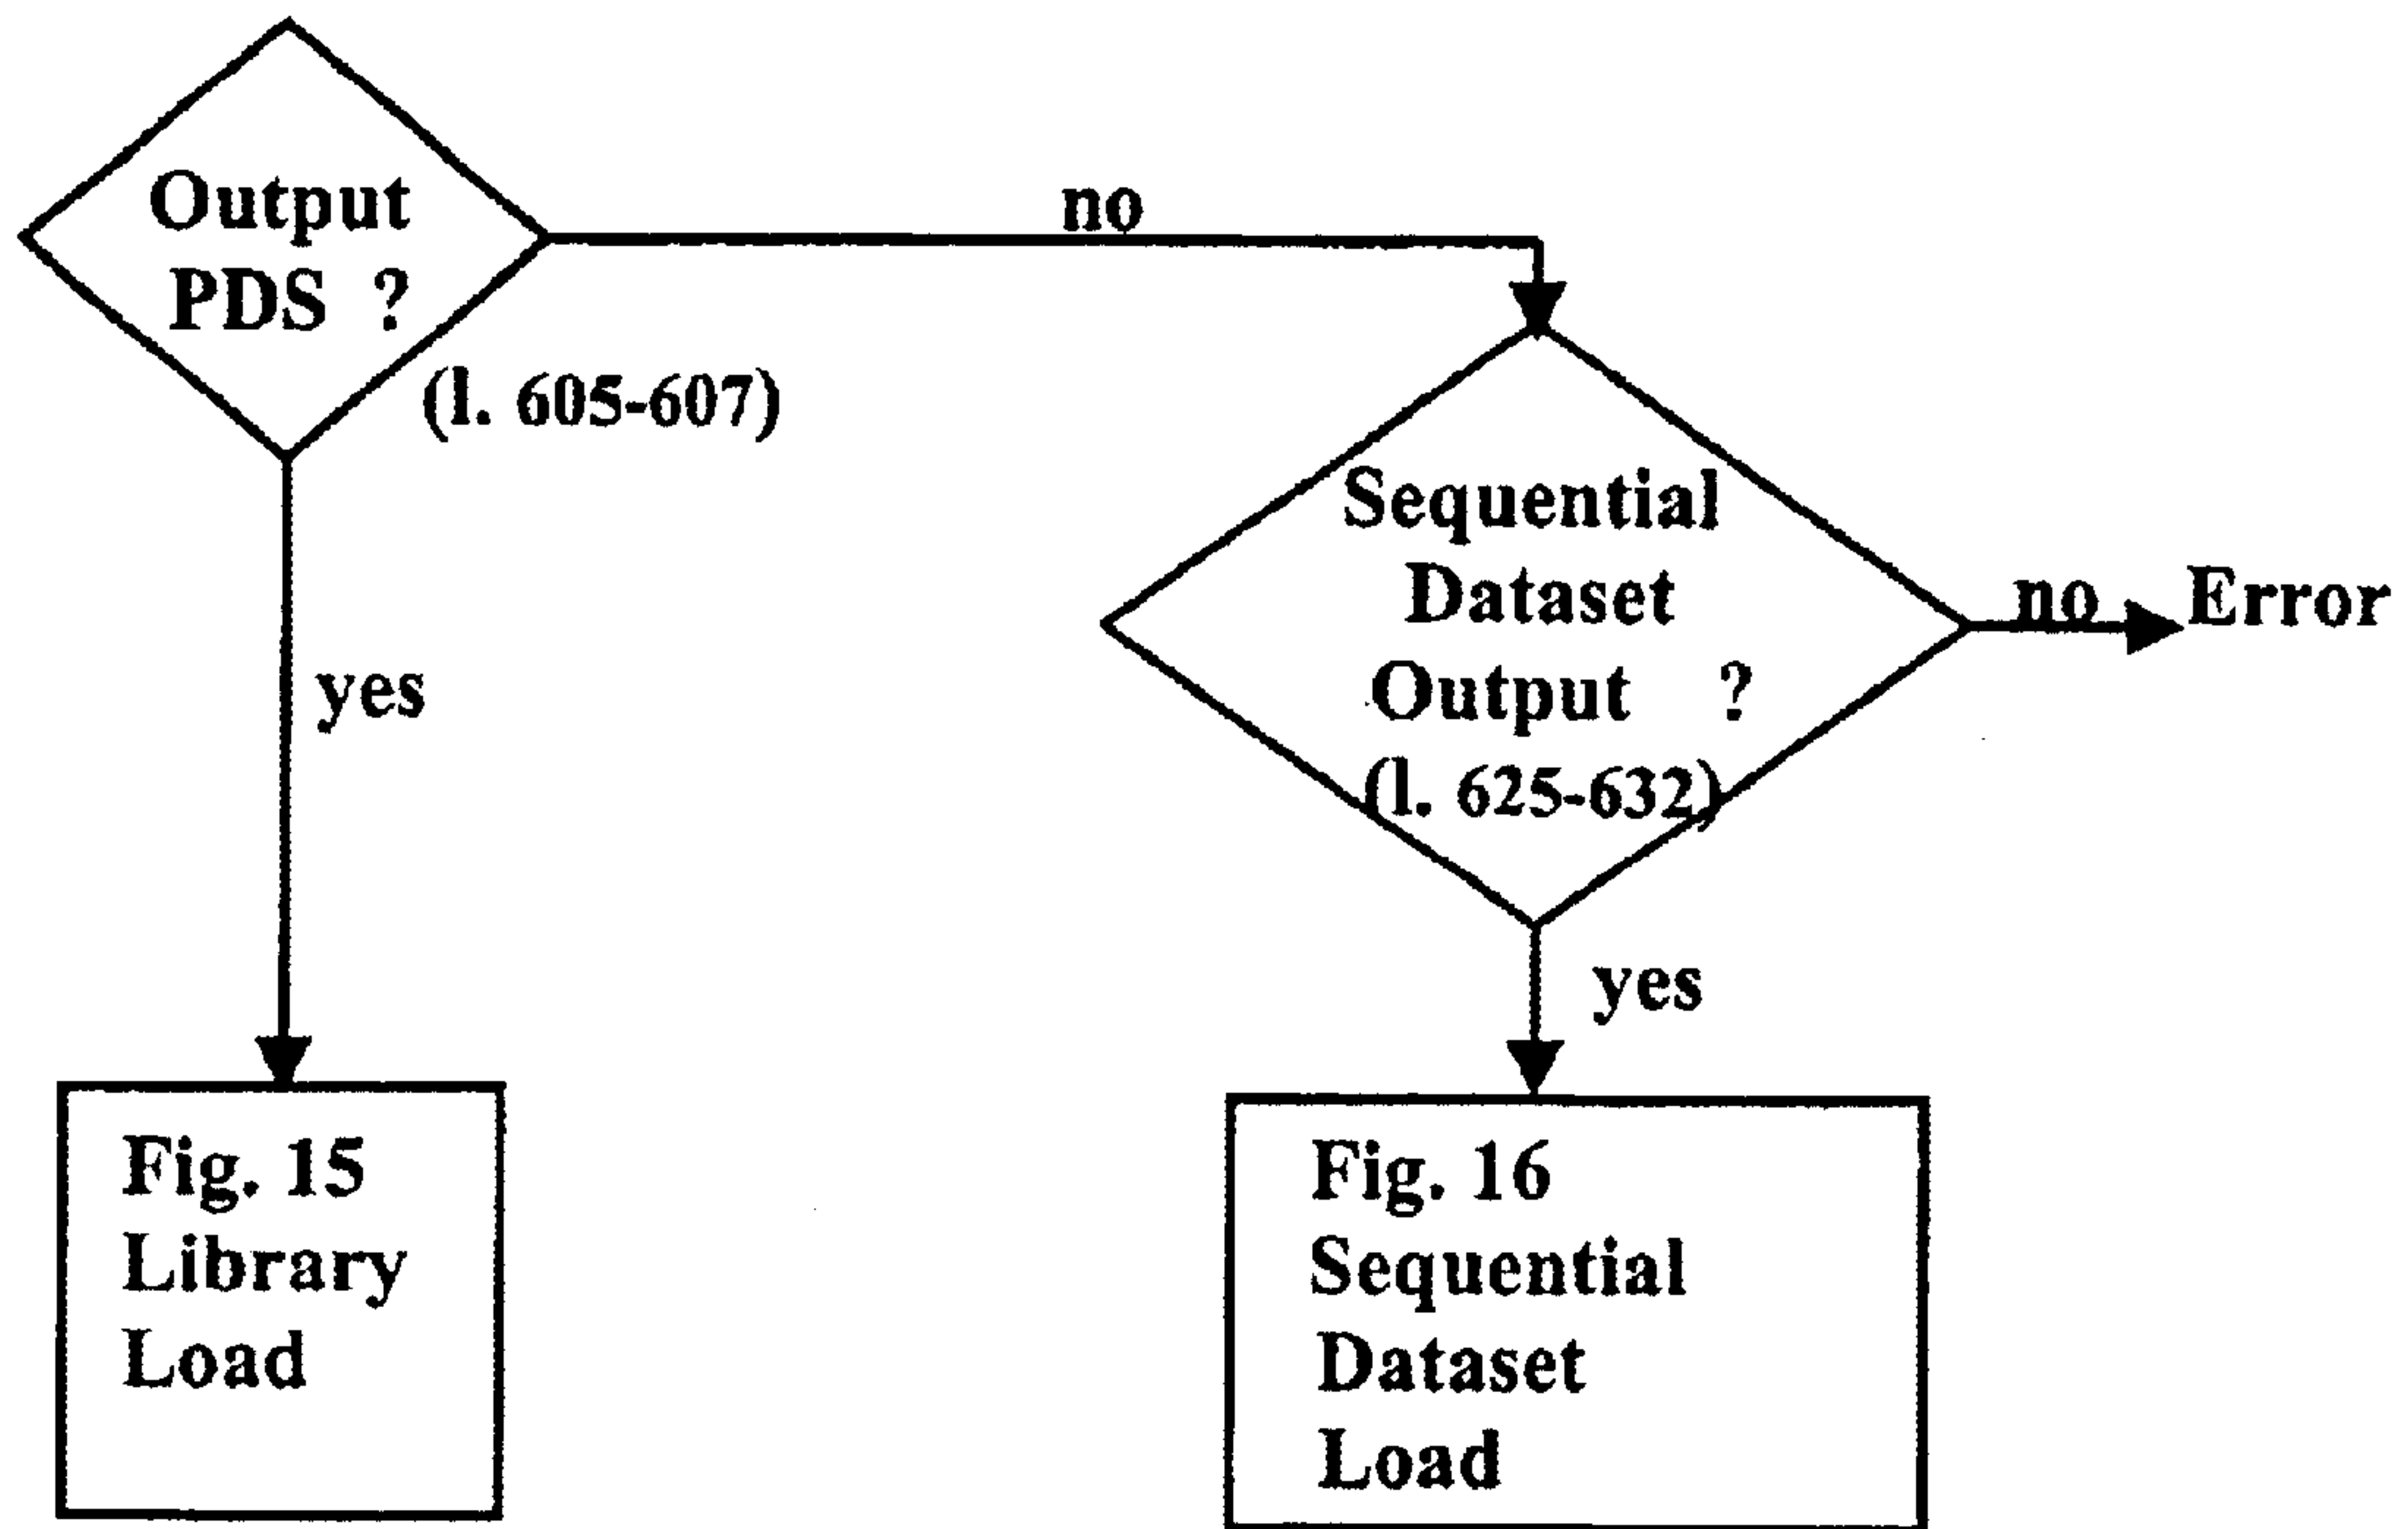 Output
PDS ?
(l. 605-607)
no
yes
Sequential
Dataset
Output ?
(l. 625-632)
no
Error
yes
Fig. 15
Library
Load
Fig. 16
Sequential
Dataset
Load